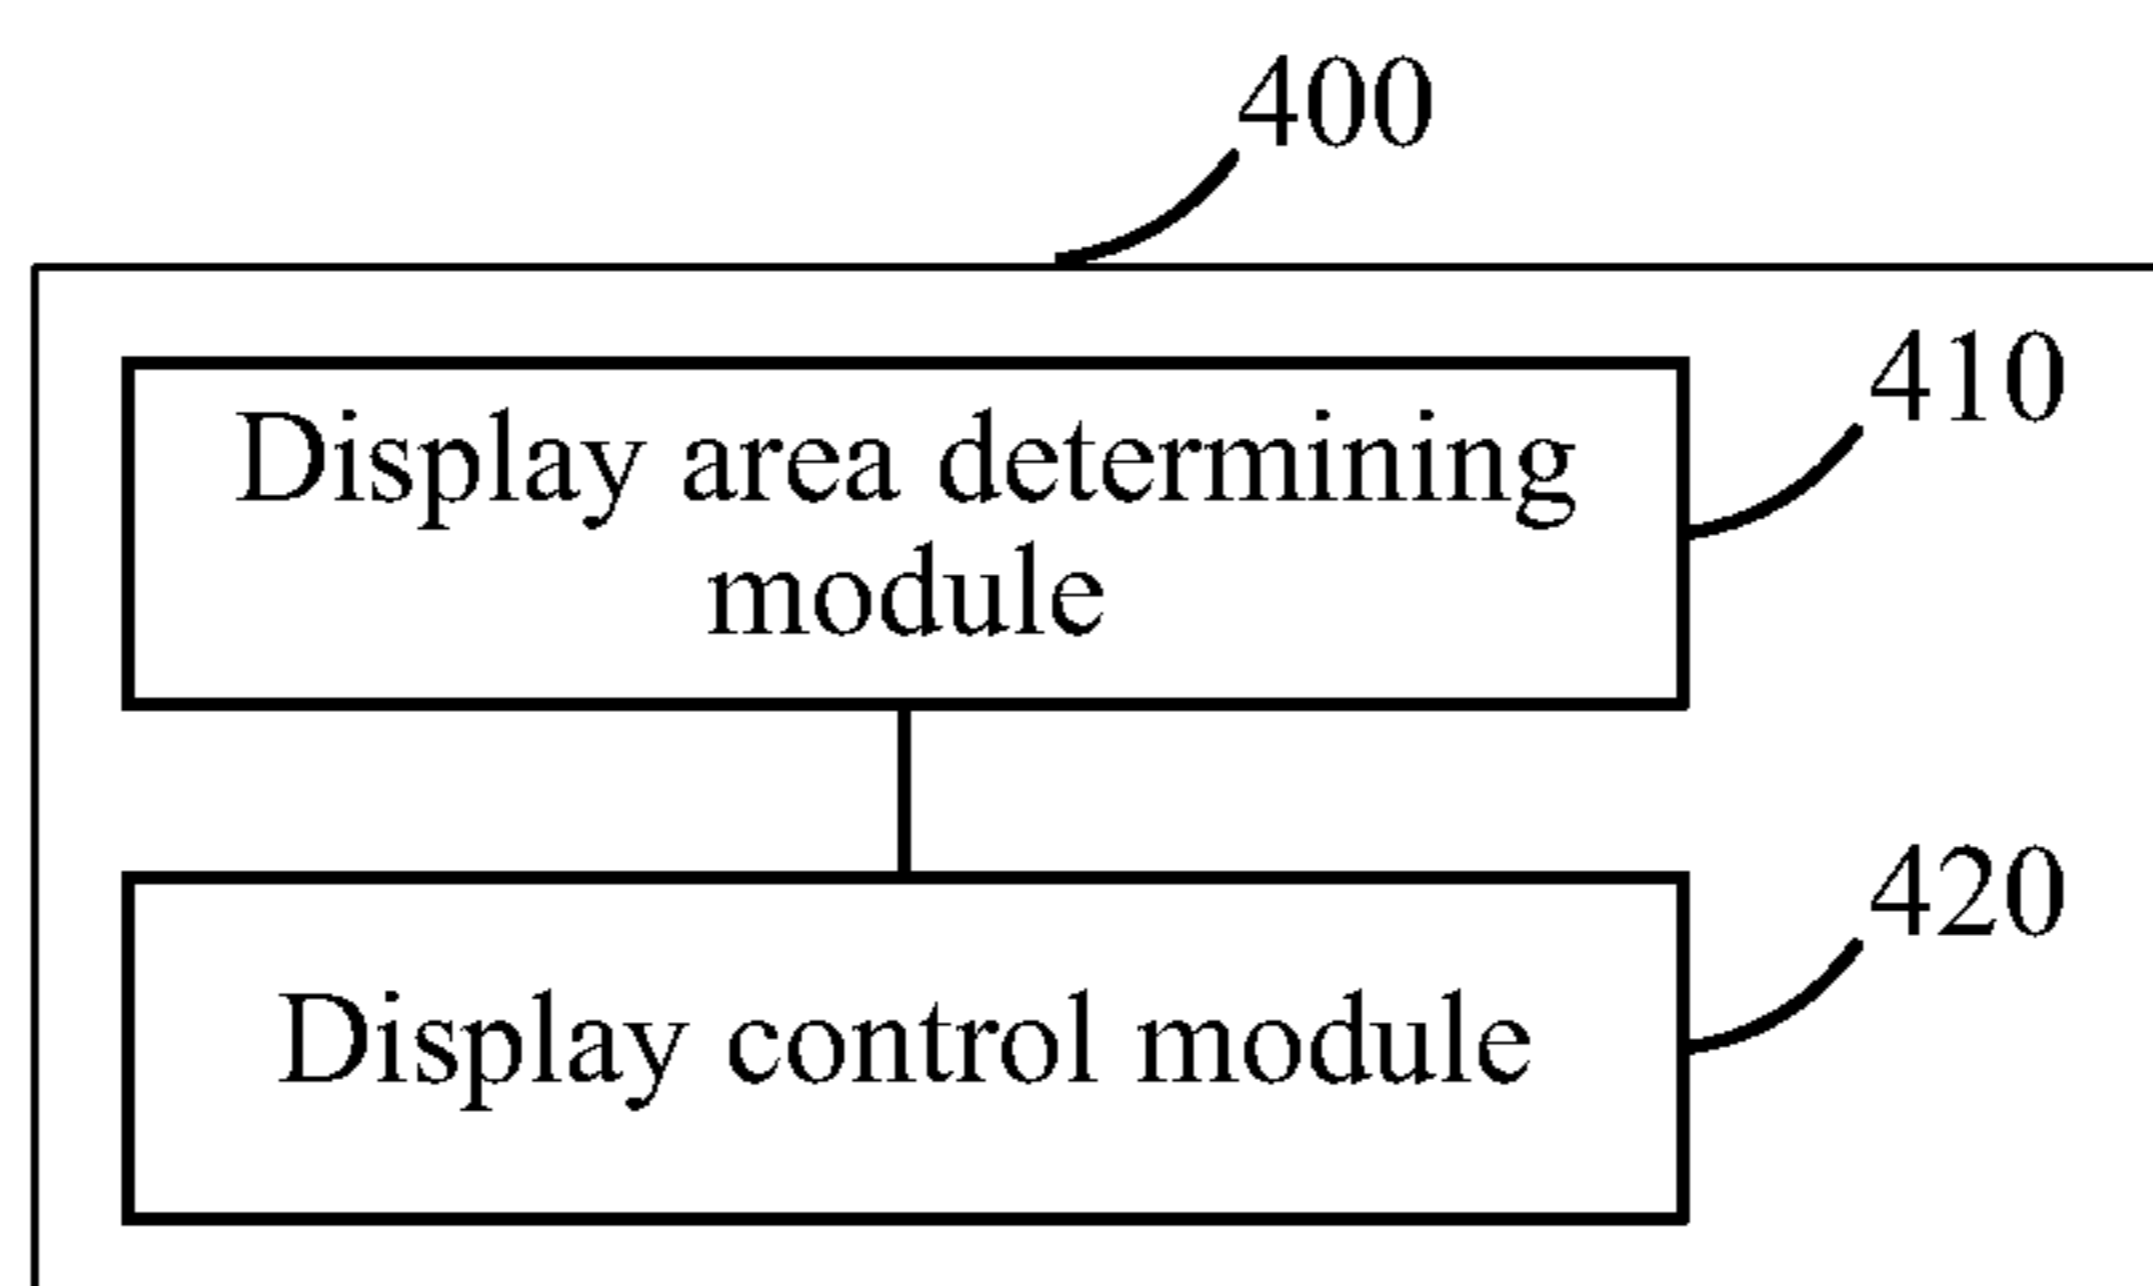 400
410
Display area determining
module
420
Display control module